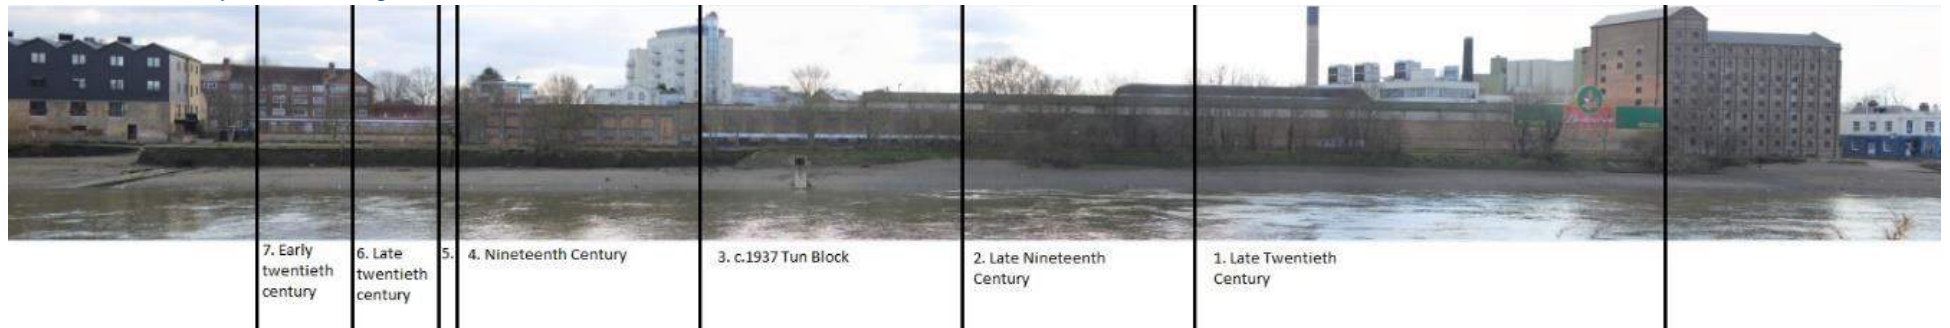 7. Early
twentieth
century
6. Late
twentieth
century
5.
4. Nineteenth Century
3. c.1937 Tun Block
2. Late Nineteenth
Century
1. Late Twentieth
Century